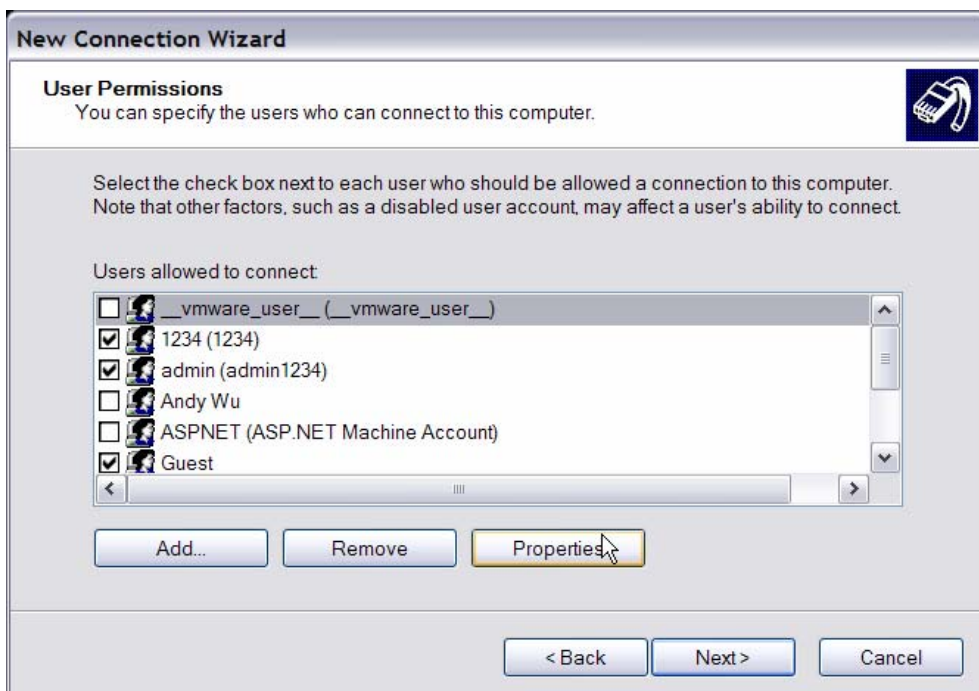 New Connection Wizard
User Permissions
You can specify the users who can connect to this computer.
Select the check box next to each user who should be allowed a connection to this computer.
Note that other factors, such as a disabled user account, may affect a user's ability to connect.
Users allowed to connect:
__vmware_user__ (__vmware_user__)
1234 (1234)
admin (admin1234)
Andy Wu
ASPNET (ASP.NET Machine Account)
Guest
Add...
Remove
Properties
< Back
Next >
Cancel